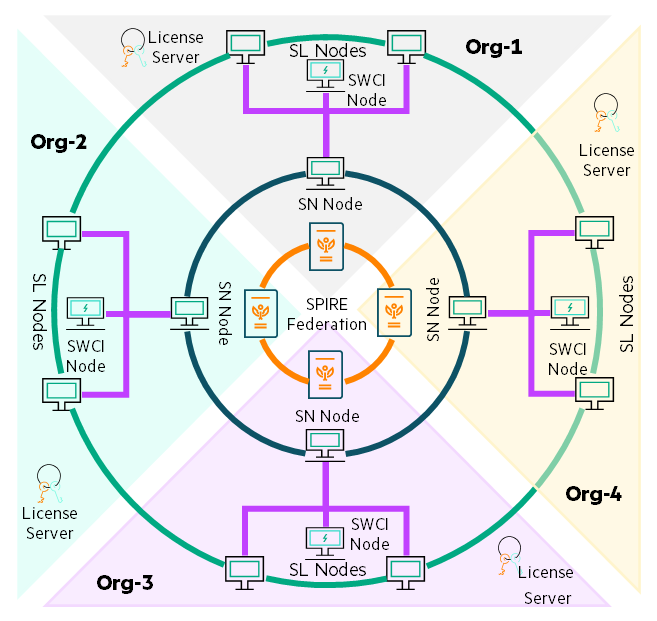 License
Server
SL Nodes
Org-1
SWCI
Node
Org-2
License
Server
SN Node
SL Nodes
SWCI
Node
SN Node
SPIRE
Federation
SN Node
SWCI
Node
SL Nodes
SN Node
License
Server
Org-4
SWCI
Node
SL Nodes
Org-3
License
Server